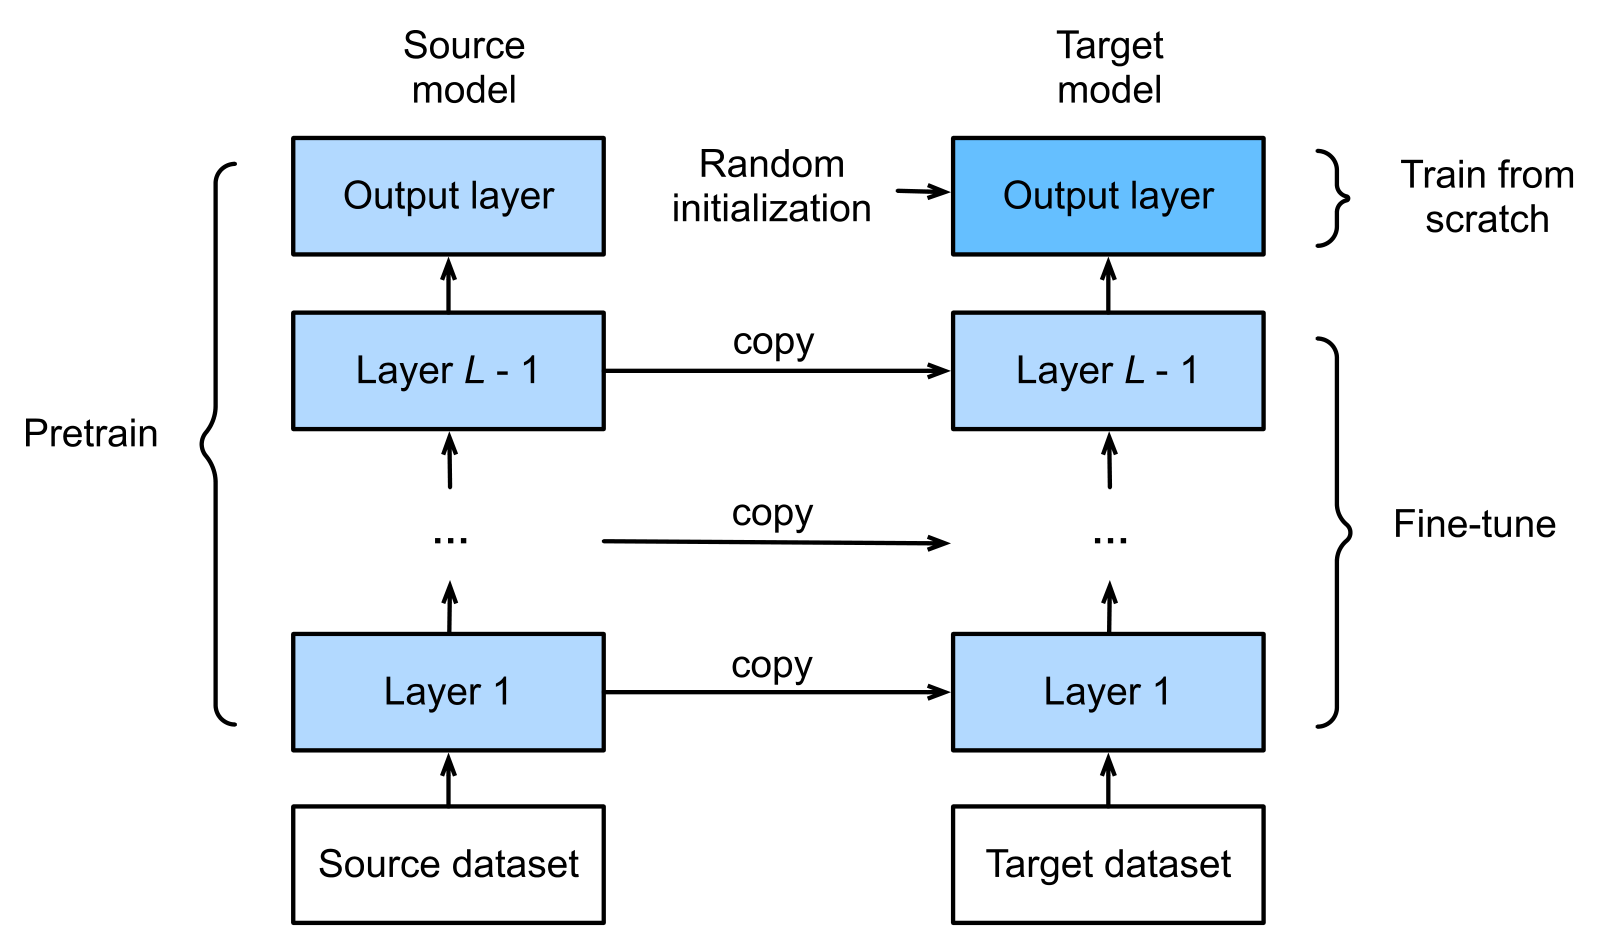 Source
model
Target
model
Output layer
Random
initialization
Output layer
Train from
scratch
Layer L - 1
copy
Layer L - 1
Pretrain
...
copy
...
Fine-tune
Layer 1
copy
Layer 1
Source dataset
Target dataset